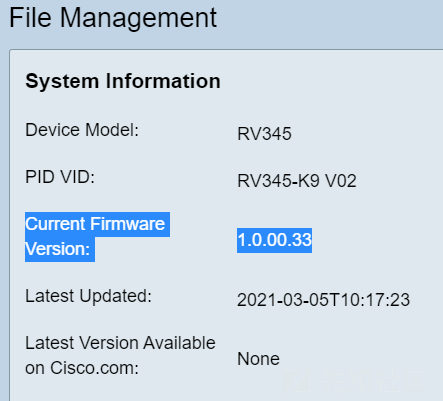 File Management
System Information
Device Model: RV345
PID VID: RV345-K9 V02
Current Firmware
Version: 1.0.00.33
Latest Updated: 2021-03-05T10:17:23
Latest Version Available
on Cisco.com: None